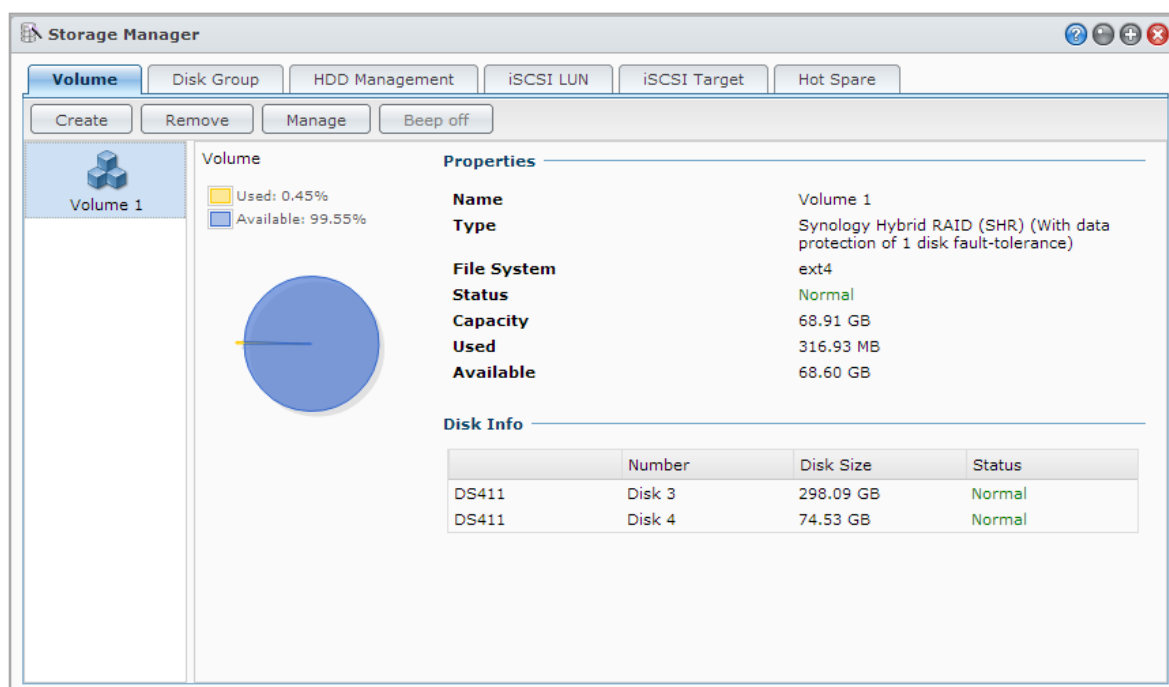 Storage Manager
Volume Disk Group HDD Management iSCSI LUN iSCSI Target Hot Spare
Create Remove Manage Beep off
Volume 1
Volume
Used: 0.45%
Available: 99.55%
Properties
Name Volume 1
Type Synology Hybrid RAID (SHR) (With data
protection of 1 disk fault-tolerance)
File System ext4
Status Normal
Capacity 68.91 GB
Used 316.93 MB
Available 68.60 GB
Disk Info
Number Disk Size Status
DS411 Disk 3 298.09 GB Normal
DS411 Disk 4 74.53 GB Normal